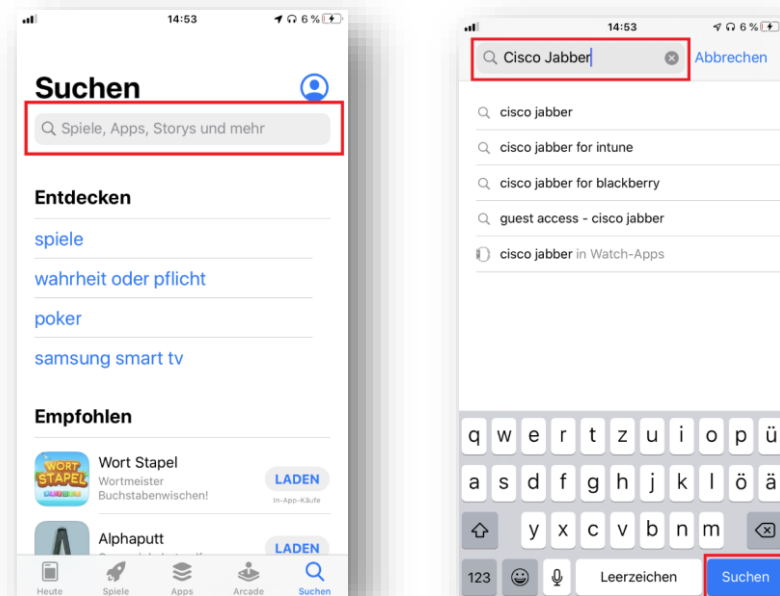 14:53
6 %
Suchen
Spiele, Apps, Storys und mehr
Entdecken
spiele
wahrheit oder pflicht
poker
samsung smart tv
Empfohlen
WORT
STAPEL
Wort Stapel
Wortmeister
Buchstabenwischen!
LADEN
In-App-Käufe
Alphaputt
LADEN
Heute
Spiele
Apps
Arcade
Suchen
14:53
6 %
Cisco Jabber
Abbrechen
cisco jabber
cisco jabber for intune
cisco jabber for blackberry
guest access - cisco jabber
cisco jabber in Watch-Apps
q w e r t z u i o p ü
a s d f g h j k l ö ä
y x c v b n m
123
Leerzeichen
Suchen